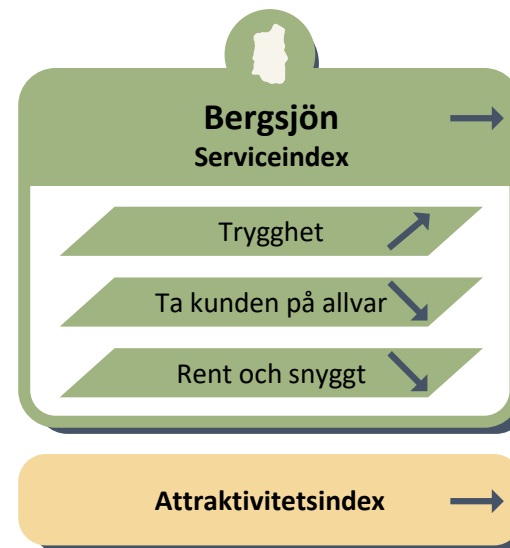 Bergsjön
Serviceindex
Trygghet
Ta kunden på allvar
Rent och snyggt
Attraktivitetsindex